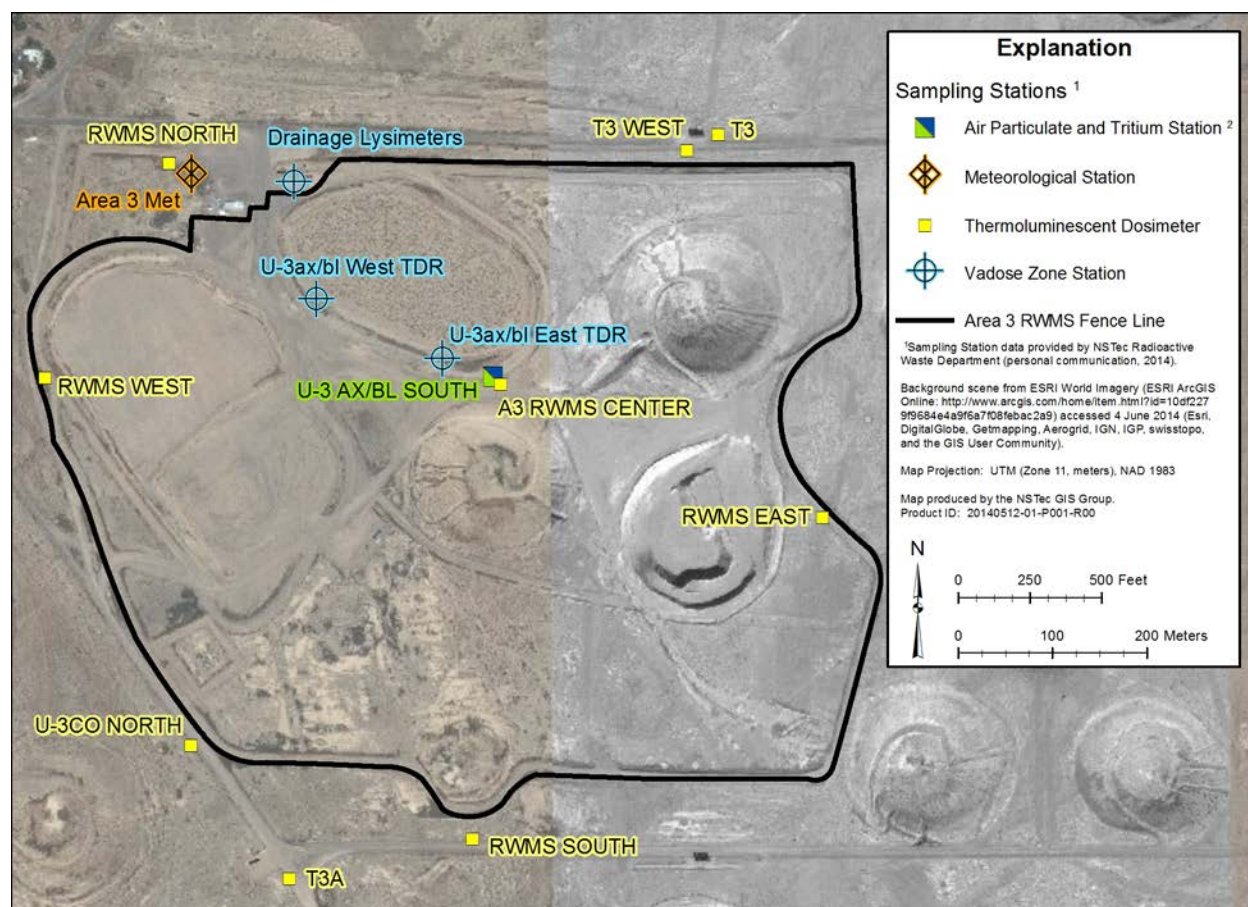 RWMS NORTH
Drainage Lysimeters
T3 WEST
T3
Area 3 Met
U-3ax/bl West TDR
U-3ax/bl East TDR
RWMS WEST
U-3 AX/BL SOUTH
A3 RWMS CENTER
RWMS EAST
U-3CO NORTH
RWMS SOUTH
T3A
Explanation
Sampling Stations ¹
Air Particulate and Tritium Station ²
Meteorological Station
Thermoluminescent Dosimeter
Vadose Zone Station
Area 3 RWMS Fence Line
¹Sampling Station data provided by NSTec Radioactive
Waste Department (personal communication, 2014).
Background scene from ESRI World Imagery (ESRI ArcGIS
Online: http://www.arcgis.com/home/item.html?id=10df227
9f9684e4a9f6a7f08febac2a9) accessed 4 June 2014 (Esri,
DigitalGlobe, Getmapping, Aerogrid, IGN, IGP, swisstopo,
and the GIS User Community).
Map Projection: UTM (Zone 11, meters), NAD 1983
Map produced by the NSTec GIS Group.
Product ID: 20140512-01-P001-R00
N
0 250 500 Feet
0 100 200 Meters